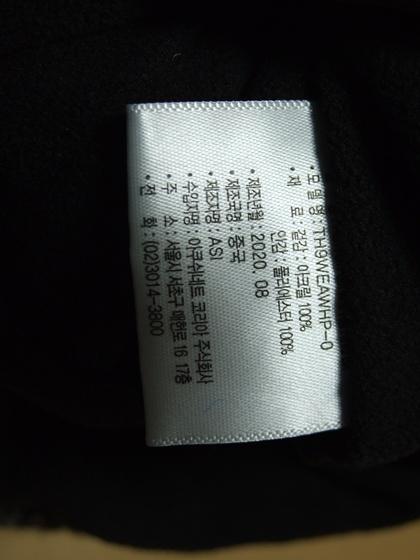 • 모 델 명 : TH9WEAWHP-0
• 재 료 : 겉감 : 아크릴 100%
안감 : 폴리에스터 100%
• 제조년월 : 2020. 08
• 제조국명 : 중국
• 제조자명 : ASI
• 수입자명 : 아쿠쉬네트 코리아 주식회사
• 주 소 : 서울시 서초구 매헌로 16 17층
• 전 화 : (02)3014-3800